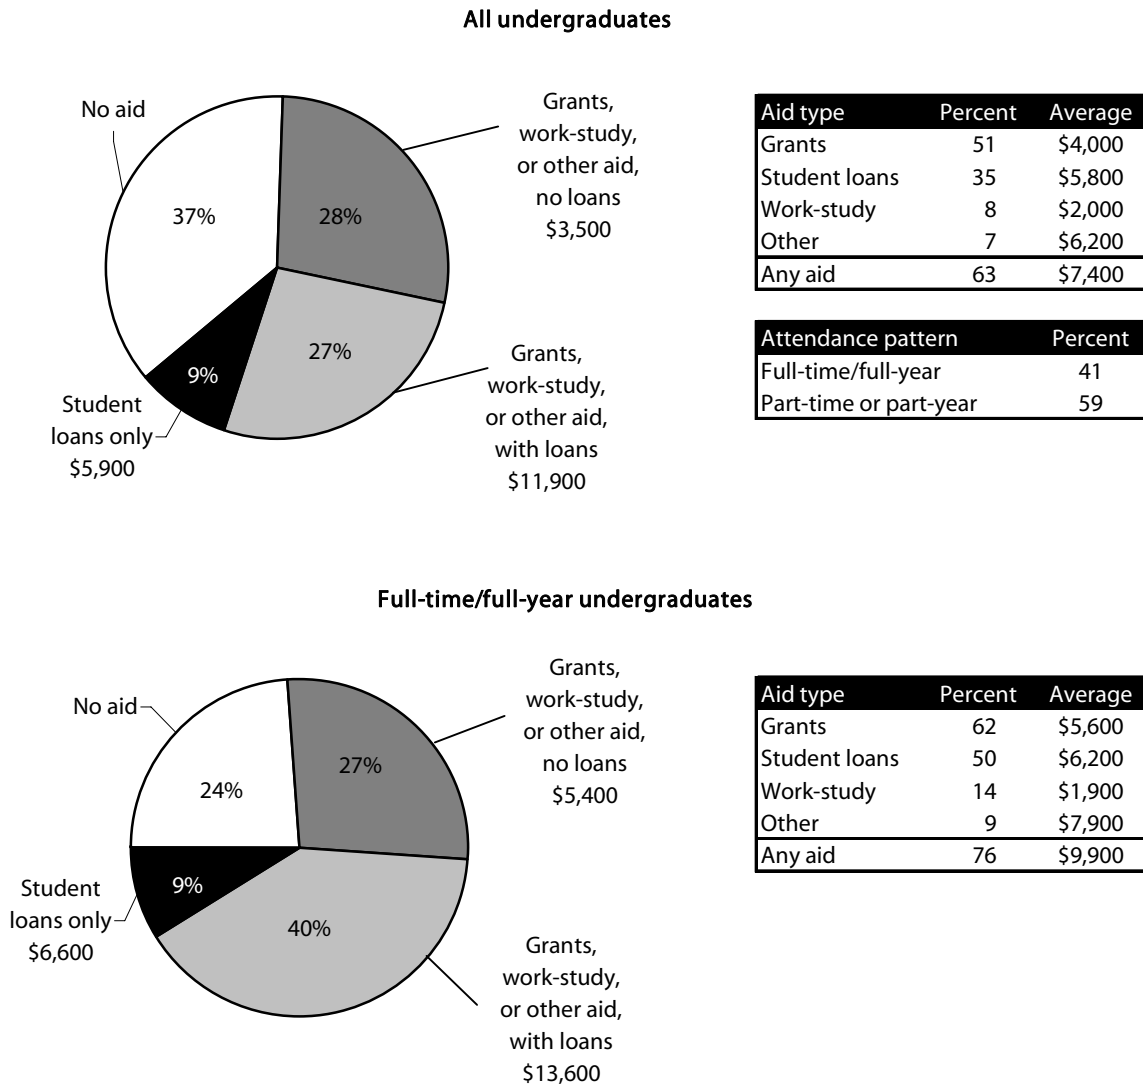 All undergraduates
No aid
37%
Grants,
work-study,
or other aid,
no loans
$3,500
28%
27%
Grants,
work-study,
or other aid,
with loans
$11,900
9%
Student
loans only
$5,900
Aid type Percent Average
Grants 51 $4,000
Student loans 35 $5,800
Work-study 8 $2,000
Other 7 $6,200
Any aid 63 $7,400
Attendance pattern Percent
Full-time/full-year 41
Part-time or part-year 59
Full-time/full-year undergraduates
No aid
24%
Grants,
work-study,
or other aid,
no loans
$5,400
27%
9%
Student
loans only
$6,600
40%
Grants,
work-study,
or other aid,
with loans
$13,600
Aid type Percent Average
Grants 62 $5,600
Student loans 50 $6,200
Work-study 14 $1,900
Other 9 $7,900
Any aid 76 $9,900